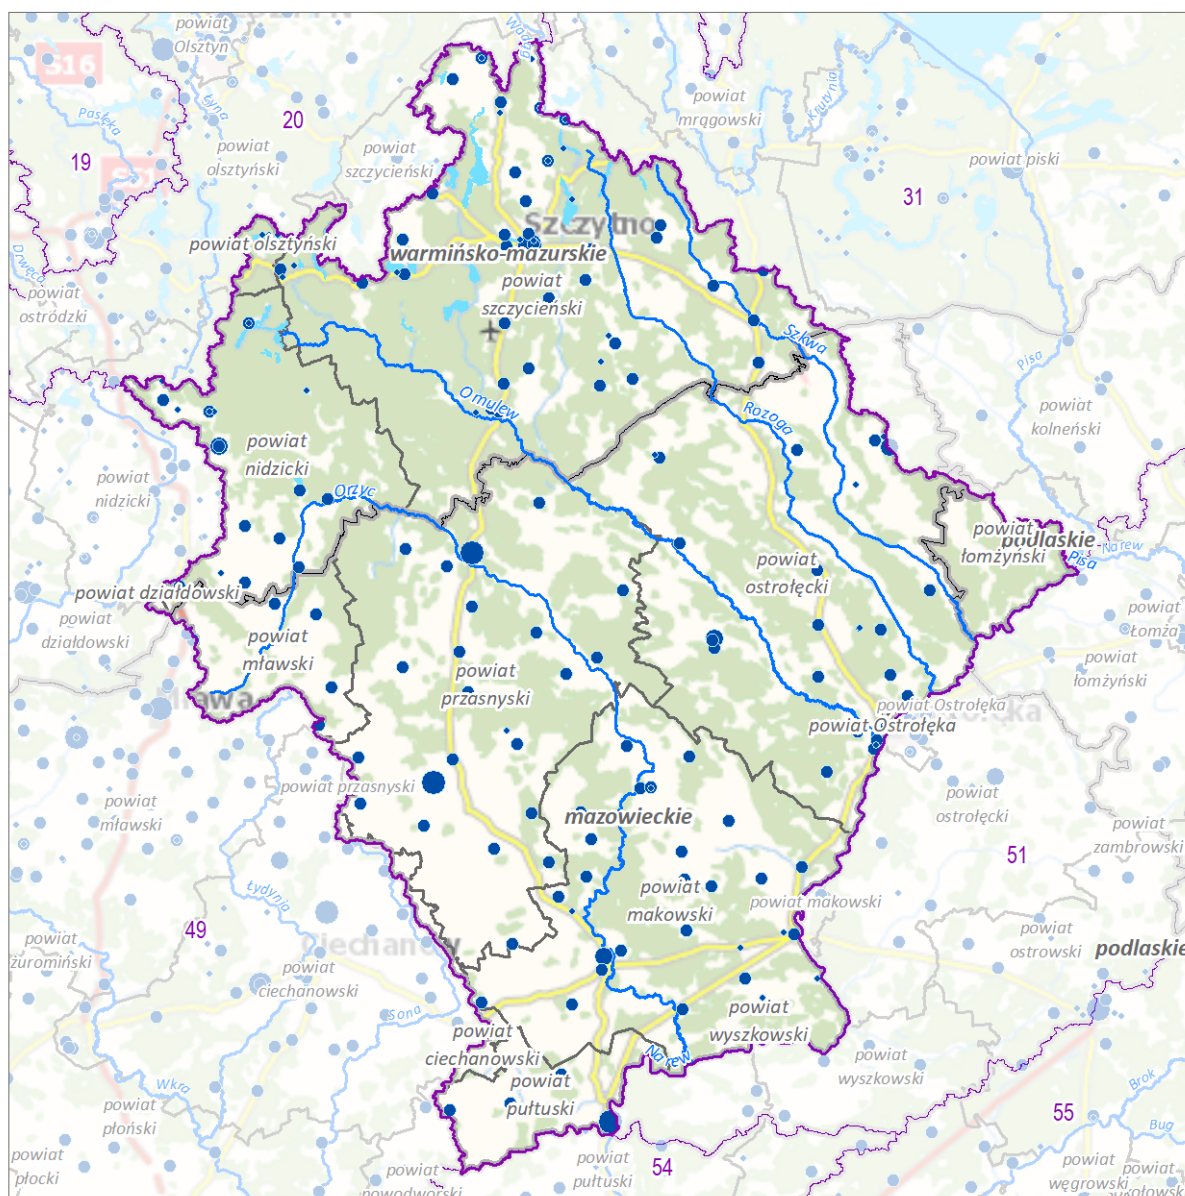 powiat
Olsztyn
S16
20
19
S51
Pasłęka
Łyna
powiat
olsztyński
powiat
szczycieński
powiat
mrągowski
Krutynia
powiat piski
31
Drwęca
powiat
ostródzki
powiat olsztyński
Szczytno
warmińsko-mazurskie
powiat
szczycieński
Szkwa
Pisa
Omulew
Rozoga
powiat
kolneński
powiat
nidzicki
powiat
nidzicki
Orzyc
powiat
ostrołęcki
podlaskie
powiat
łomżyński
Narew
Pisa
powiat działdowski
powiat
działdowski
powiat
mławski
powiat
Łomża
powiat
łomżyński
powiat
przasnyski
powiat Ostrołęka
powiat Ostrołęka
powiat przasnyski
powiat
mławski
mazowieckie
powiat
ostrołęcki
powiat
zambrowski
51
Łydynia
49
Ciechanów
powiat
makowski
powiat makowski
powiat
ostrowski
podlaskie
powiat
żuromiński
powiat
ciechanowski
Sona
powiat
wyszkowski
powiat
ciechanowski
Narew
powiat
wyszkowski
Wkra
powiat
płoński
powiat
pułtuski
Brok
55
Bug
powiat
płocki
54
powiat
pułtuski
powiat
węgrowski
powiat